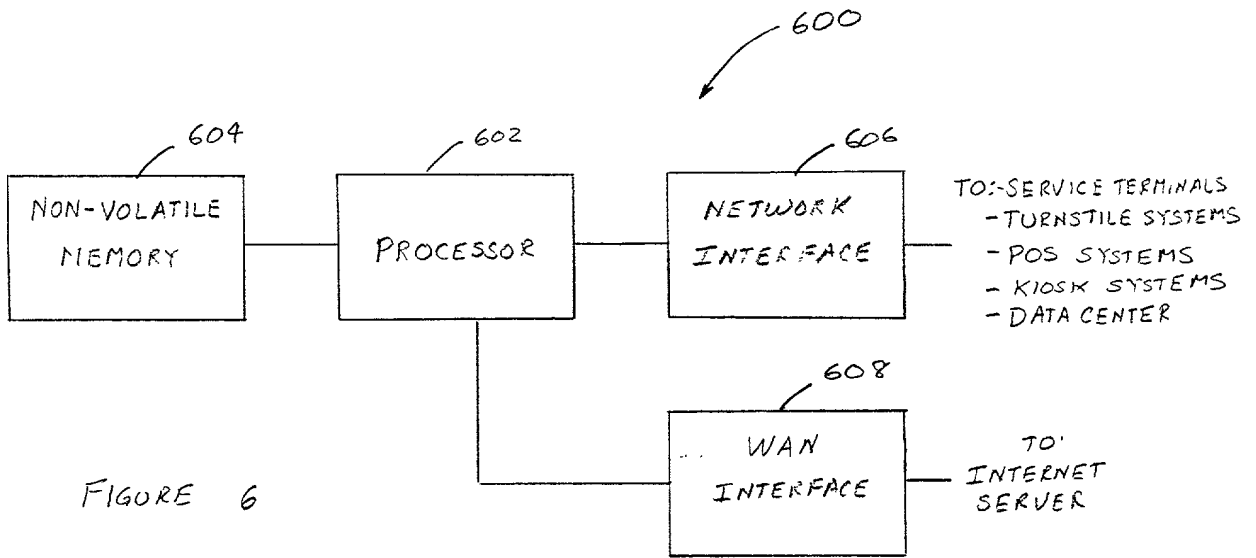 600
604
602
606
NON-VOLATILE
MEMORY
PROCESSOR
NETWORK
INTERFACE
TO:-SERVICE TERMINALS
- TURNSTILE SYSTEMS
- POS SYSTEMS
- KIOSK SYSTEMS
- DATA CENTER
608
WAN
INTERFACE
TO
INTERNET
SERVER
FIGURE 6